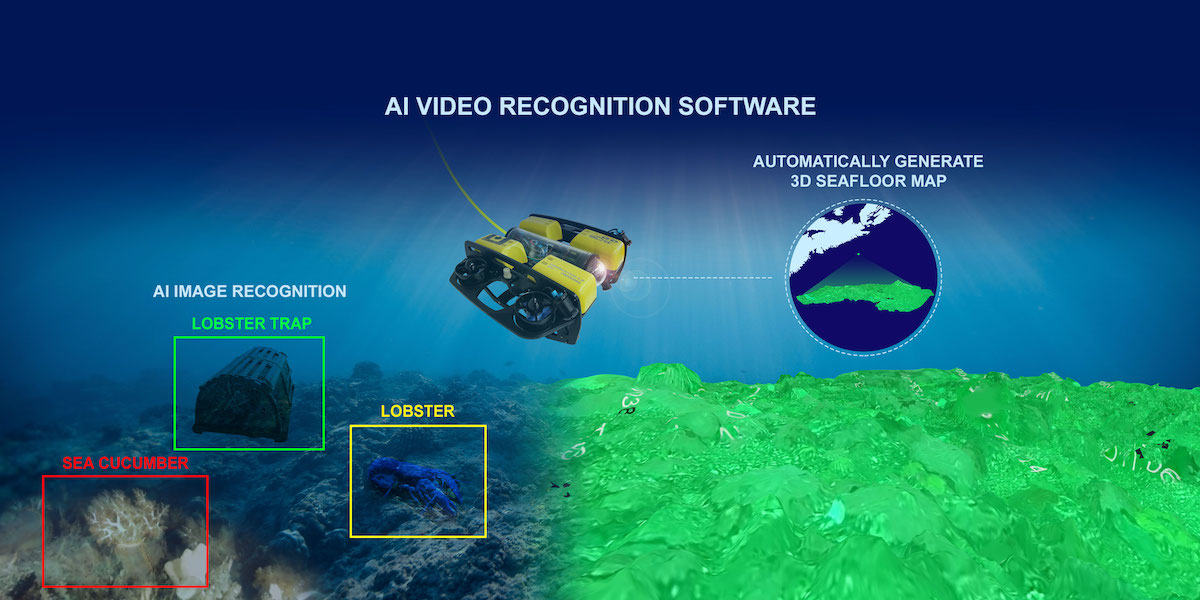 AI VIDEO RECOGNITION SOFTWARE
AUTOMATICALLY GENERATE
3D SEAFLOOR MAP
AI IMAGE RECOGNITION
LOBSTER TRAP
LOBSTER
SEA CUCUMBER